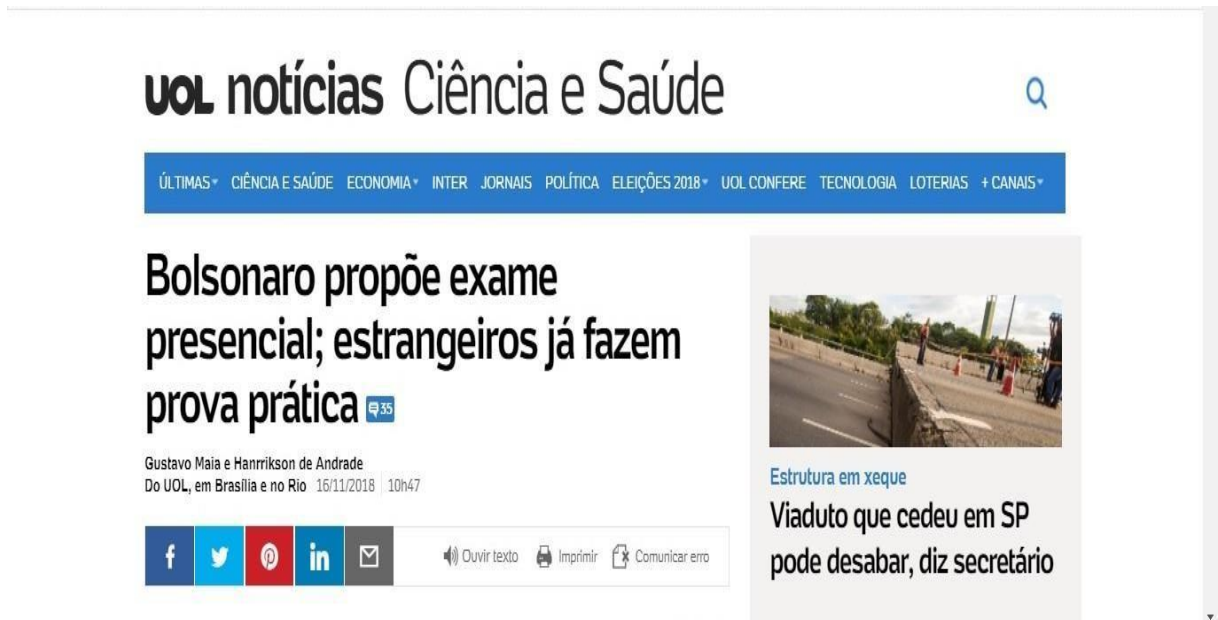 UOL notícias Ciência e Saúde
ÚLTIMAS CIÊNCIA E SAÚDE ECONOMIA INTER JORNAIS POLÍTICA ELEIÇÕES 2018 UOL CONFERE TECNOLOGIA LOTERIAS + CANAIS
Bolsonaro propõe exame
presencial; estrangeiros já fazem
prova prática 35
Gustavo Maia e Hanrrikson de Andrade
Do UOL, em Brasília e no Rio 16/11/2018 10h47
f in Ouvir texto Imprimir Comunicar erro
Estrutura em xeque
Viaduto que cedeu em SP
pode desabar, diz secretário